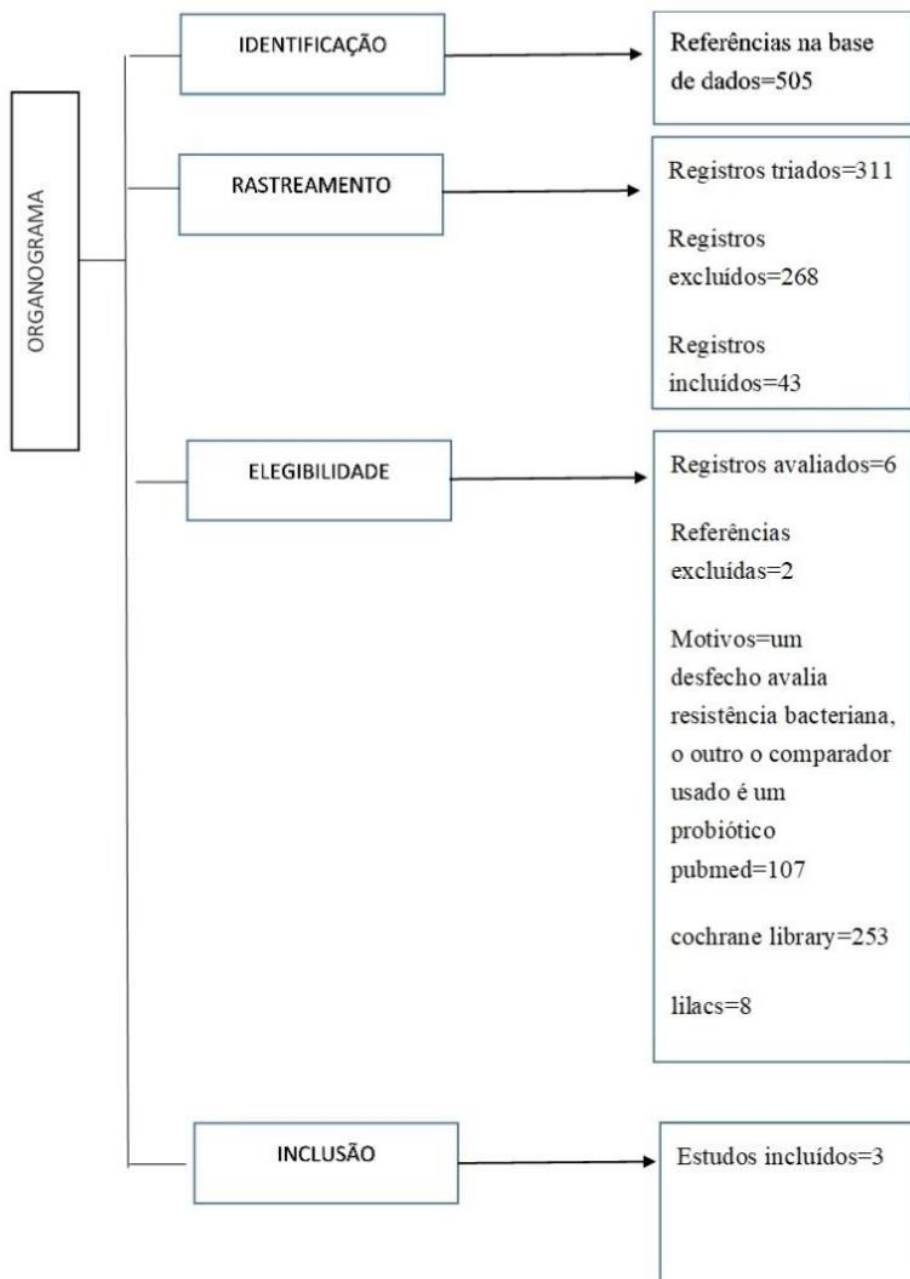 ORGANOGRAMA
IDENTIFICAÇÃO
Referências na base
de dados=505
RASTREAMENTO
Registros triados=311
Registros
excluídos=268
Registros
incluídos=43
ELEGIBILIDADE
Registros avaliados=6
Referências
excluídas=2
Motivos=um
desfecho avalia
resistência bacteriana,
o outro o comparador
usado é um
probiótico
pubmed=107
cochrane library=253
lilacs=8
INCLUSÃO
Estudos incluídos=3